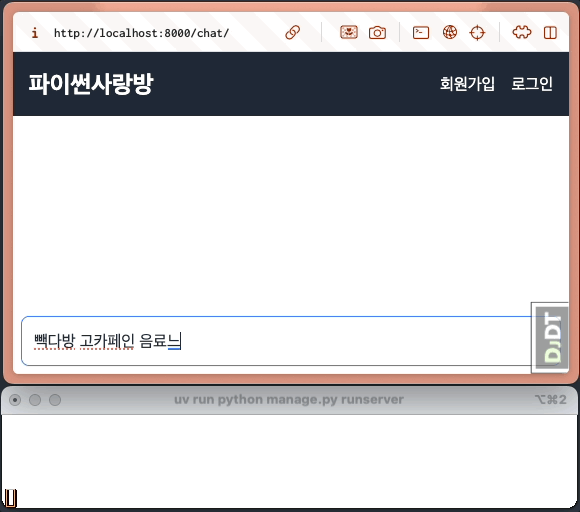 http://localhost:8000/chat/
파이썬사랑방
회원가입 로그인
빽다방 고카페인 음료느
DJDT
uv run python manage.py runserver
⌥⌘2